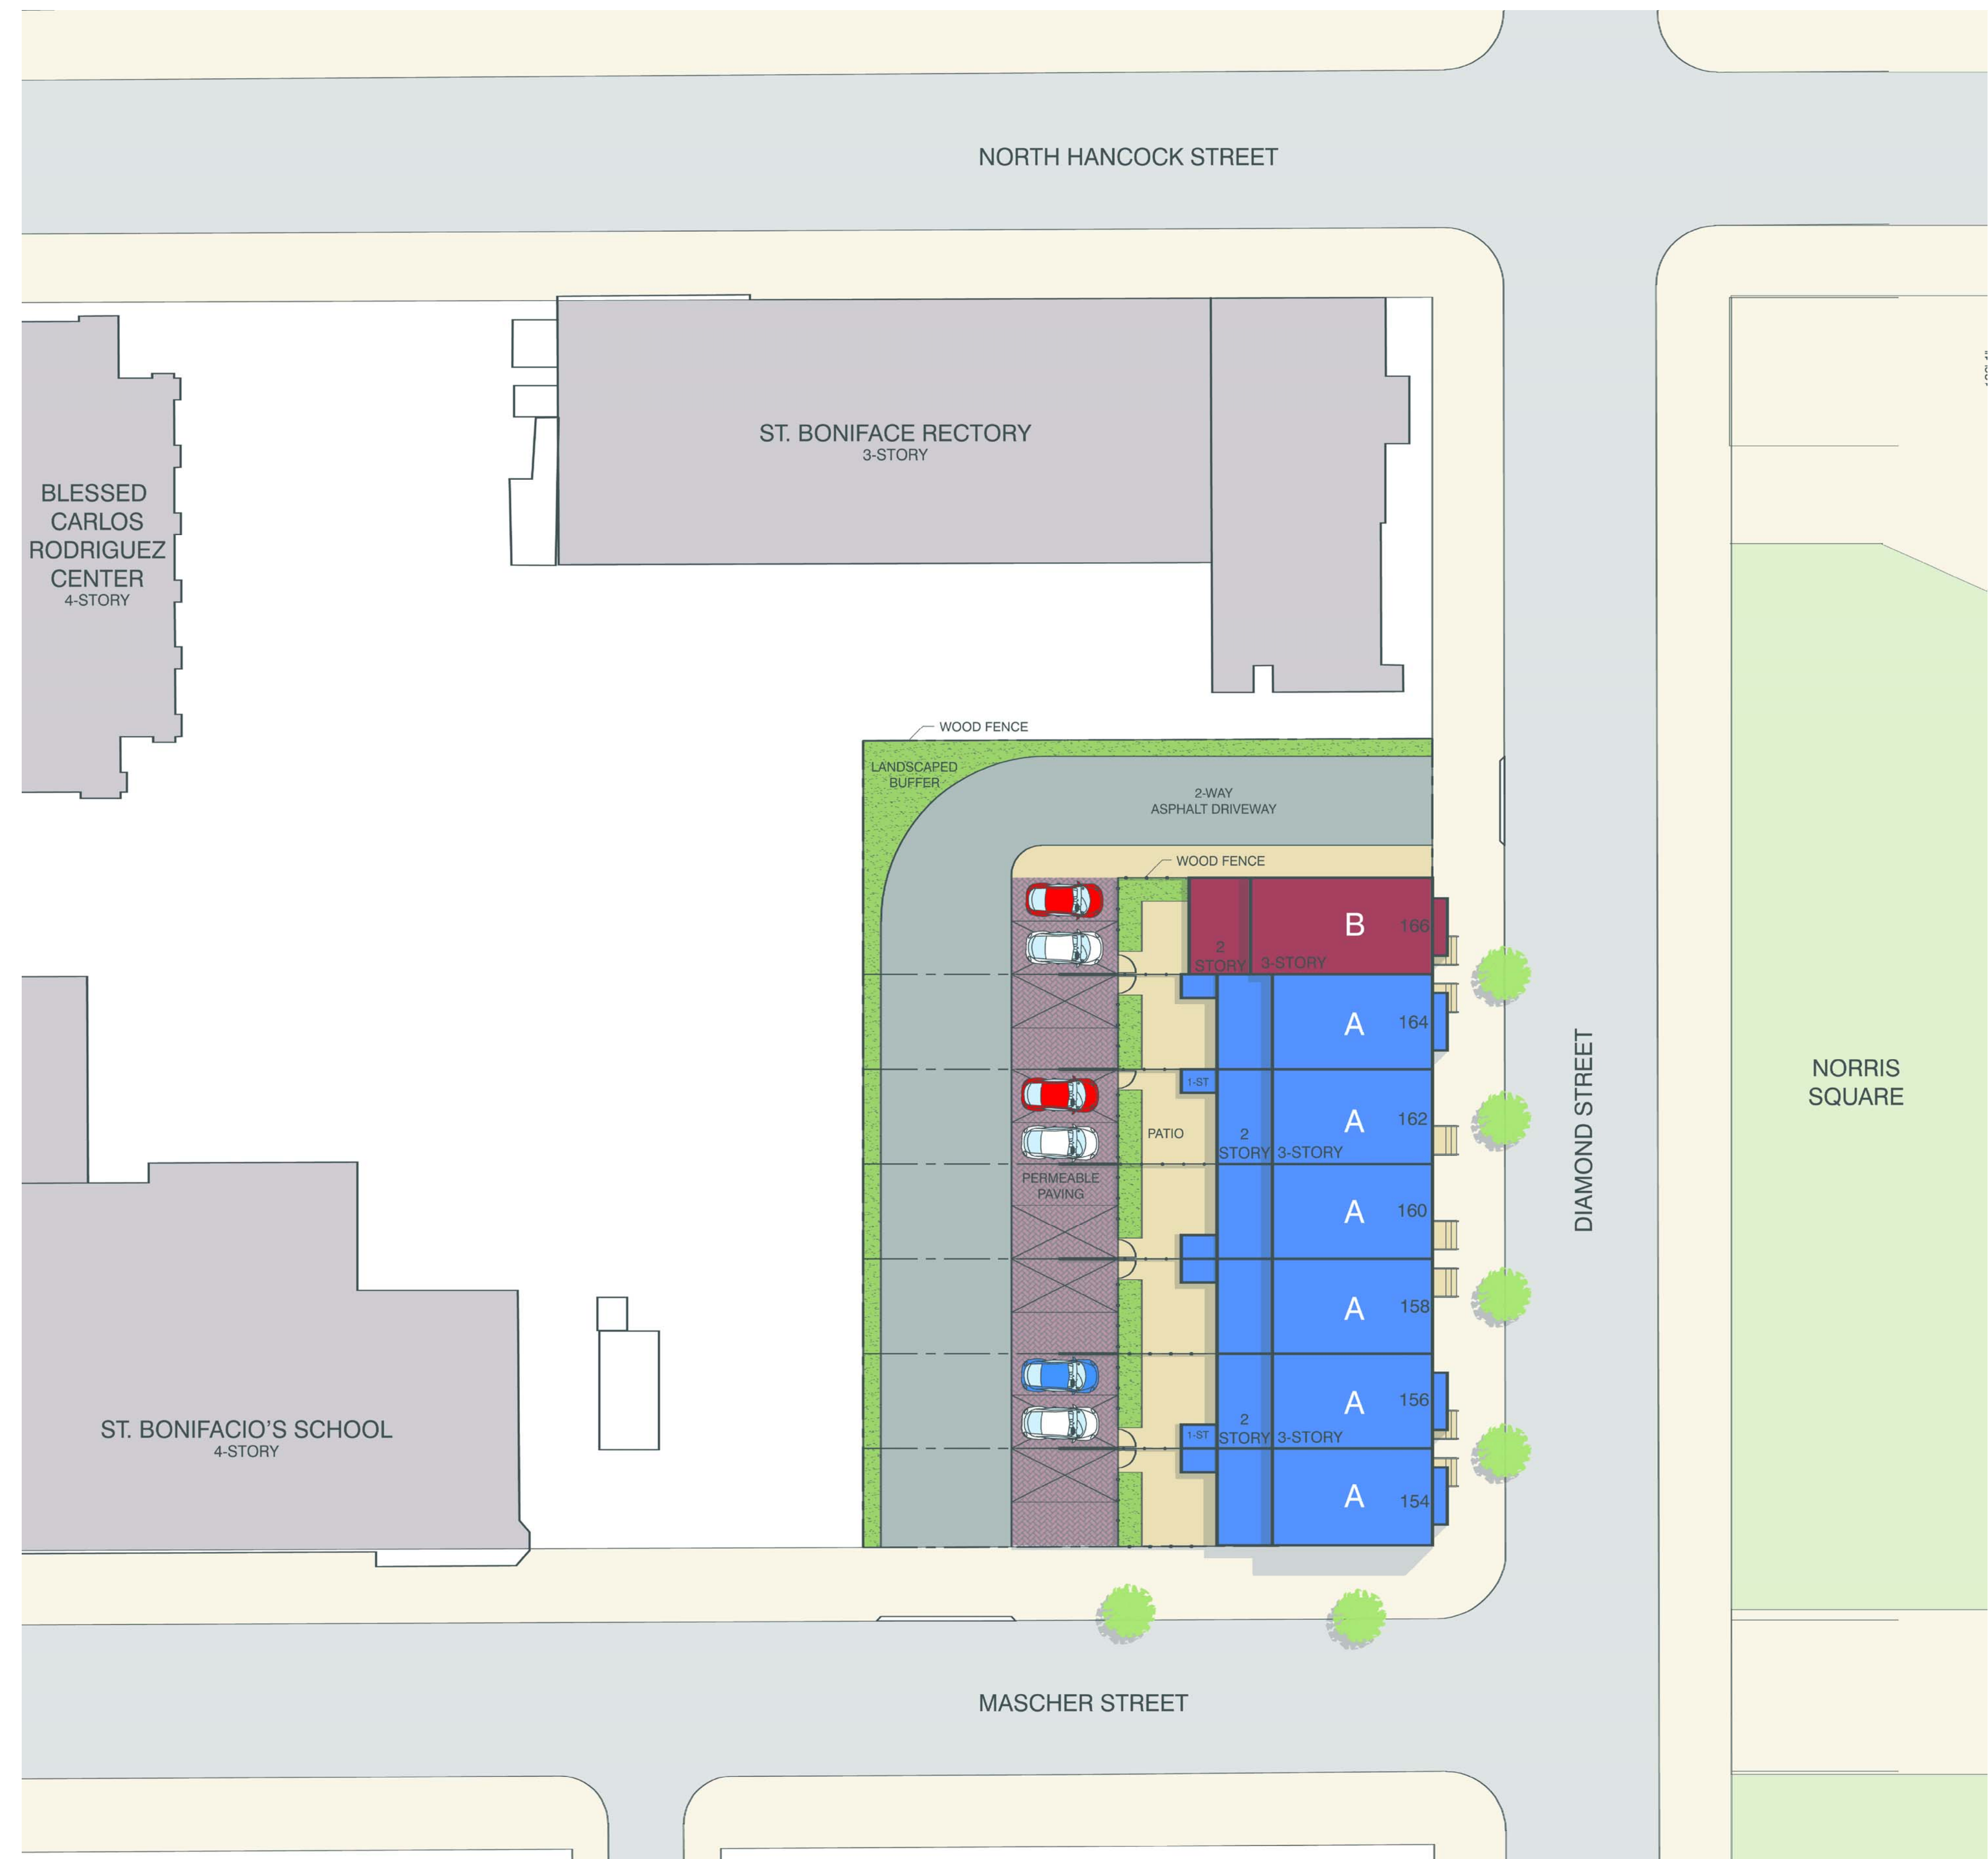 NORTH HANCOCK STREET
ST. BONIFACE RECTORY
3-STORY
BLESSED
CARLOS
RODRIGUEZ
CENTER
4-STORY
WOOD FENCE
LANDSCAPED
BUFFER
2-WAY
ASPHALT DRIVEWAY
WOOD FENCE
B
166
2
STORY
3-STORY
A
164
1-ST
A
162
PATIO
2
STORY
3-STORY
PERMEABLE
PAVING
A
160
A
158
A
156
2
STORY
3-STORY
1-ST
A
154
DIAMOND STREET
NORRIS
SQUARE
ST. BONIFACIO'S SCHOOL
4-STORY
MASCHER STREET